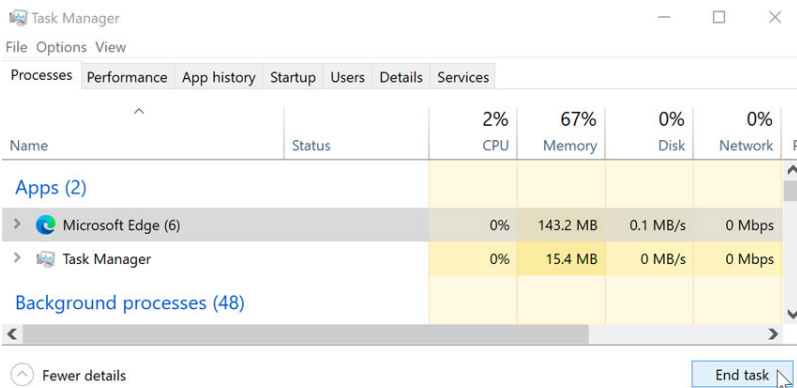 Task Manager
File Options View
Processes Performance App history Startup Users Details Services
2% 67% 0% 0%
Name Status CPU Memory Disk Network
Apps (2)
Microsoft Edge (6) 0% 143.2 MB 0.1 MB/s 0 Mbps
Task Manager 0% 15.4 MB 0 MB/s 0 Mbps
Background processes (48)
Fewer details End task